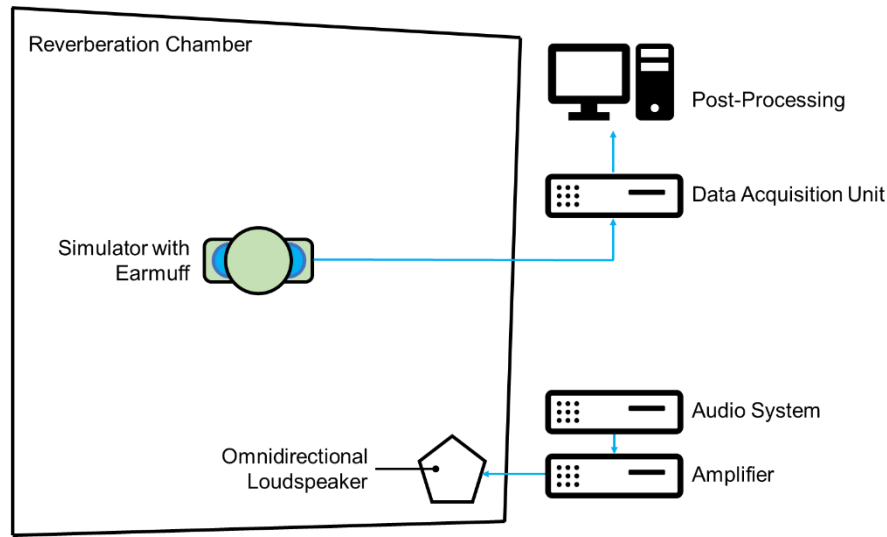 Reverberation Chamber
Post-Processing
Data Acquisition Unit
Simulator with
Earmuff
Audio System
Omnidirectional
Loudspeaker
Amplifier